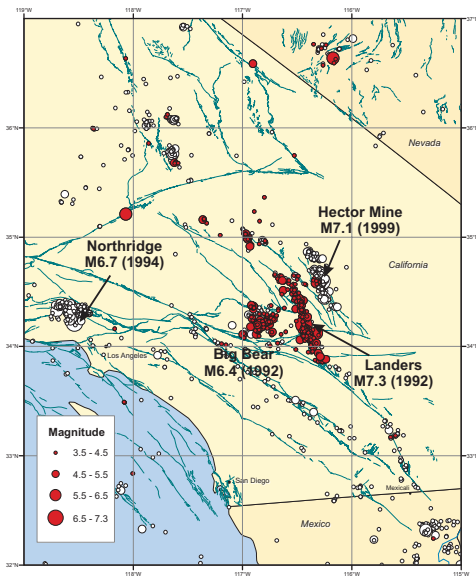 37°N
36°N
Nevada
Hector Mine
M7.1 (1999)
35°N
Northridge
M6.7 (1994)
California
34°N
Los Angeles
Big Bear
M6.4 (1992)
Landers
M7.3 (1992)
Magnitude
3.5 - 4.5
4.5 - 5.5
5.5 - 6.5
6.5 - 7.3
33°N
San Diego
Mexicali
Mexico
32°N
118°W
117°W
116°W
115°W